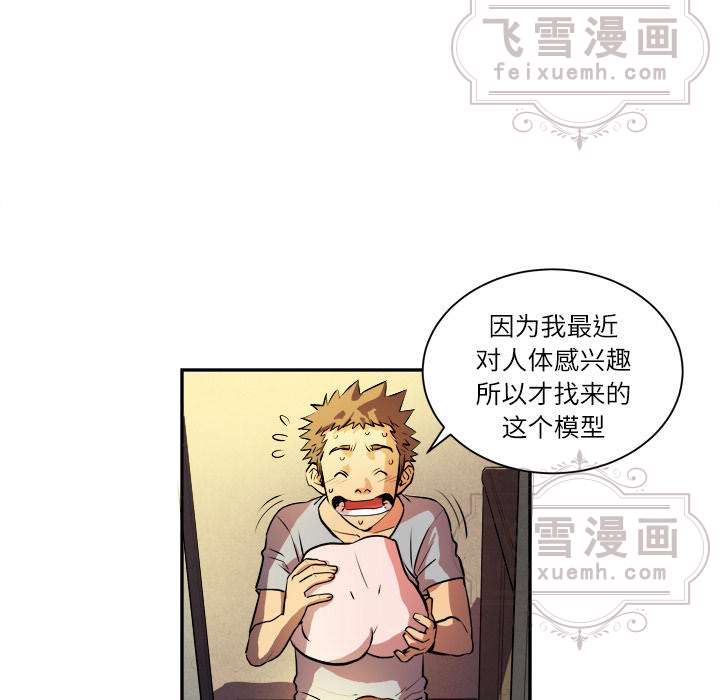 飞雪漫画
feixuemh.com
因为我最近
对人体感兴趣
所以才找来的
这个模型
雪漫画
ixuemh.com